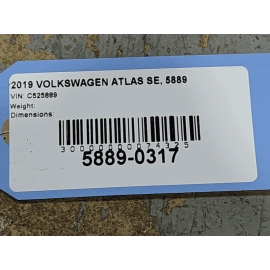 2019 VOLKSWAGEN ATLAS SE, 5889
VIN: C525889
Weight:
Dimensions:
3000000074325
5889-0317